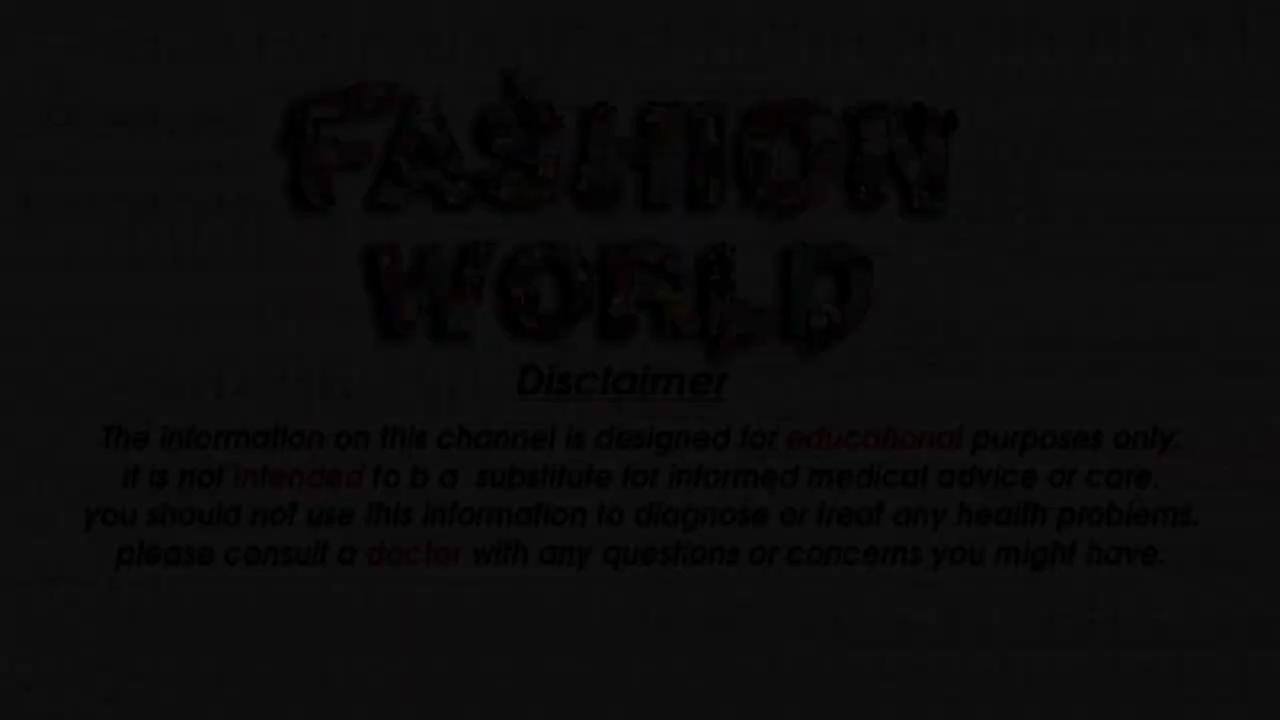 FASHION
WORLD
Disclaimer
The information on this channel is designed for educational purposes only.
it is not intended to b a substitute for informed medical advice or care.
you should not use this information to diagnose or treat any health problems.
please consult a doctor with any questions or concerns you might have.